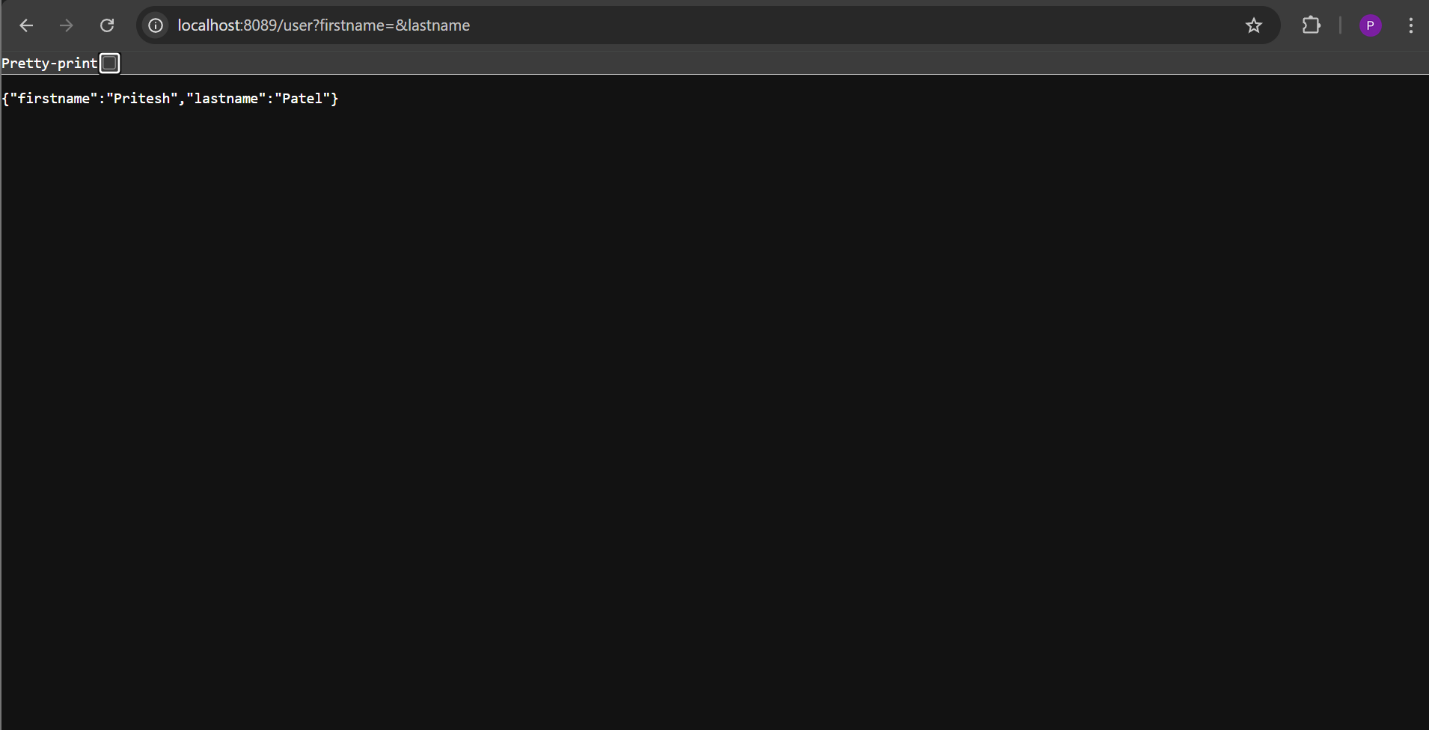 localhost:8089/user?firstname=&lastname
P
Pretty-print
{"firstname":"Pritesh","lastname":"Patel"}